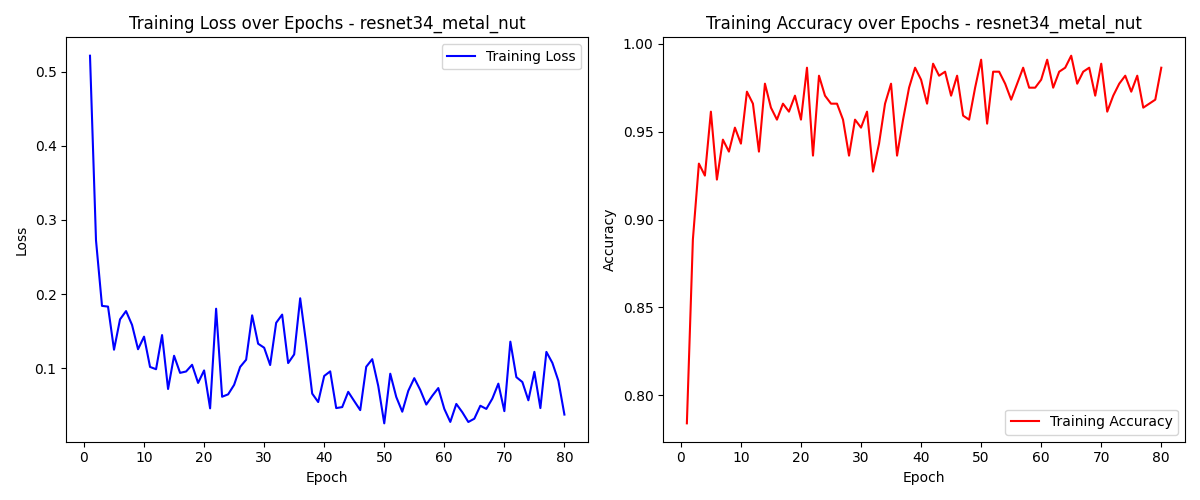 Training Loss over Epochs - resnet34_metal_nut
Training Loss
0.5
0.4
0.3
0.2
0.1
Loss
0 10 20 30 40 50 60 70 80
Epoch
Training Accuracy over Epochs - resnet34_metal_nut
1.00
0.95
0.90
0.85
0.80
Accuracy
Training Accuracy
0 10 20 30 40 50 60 70 80
Epoch